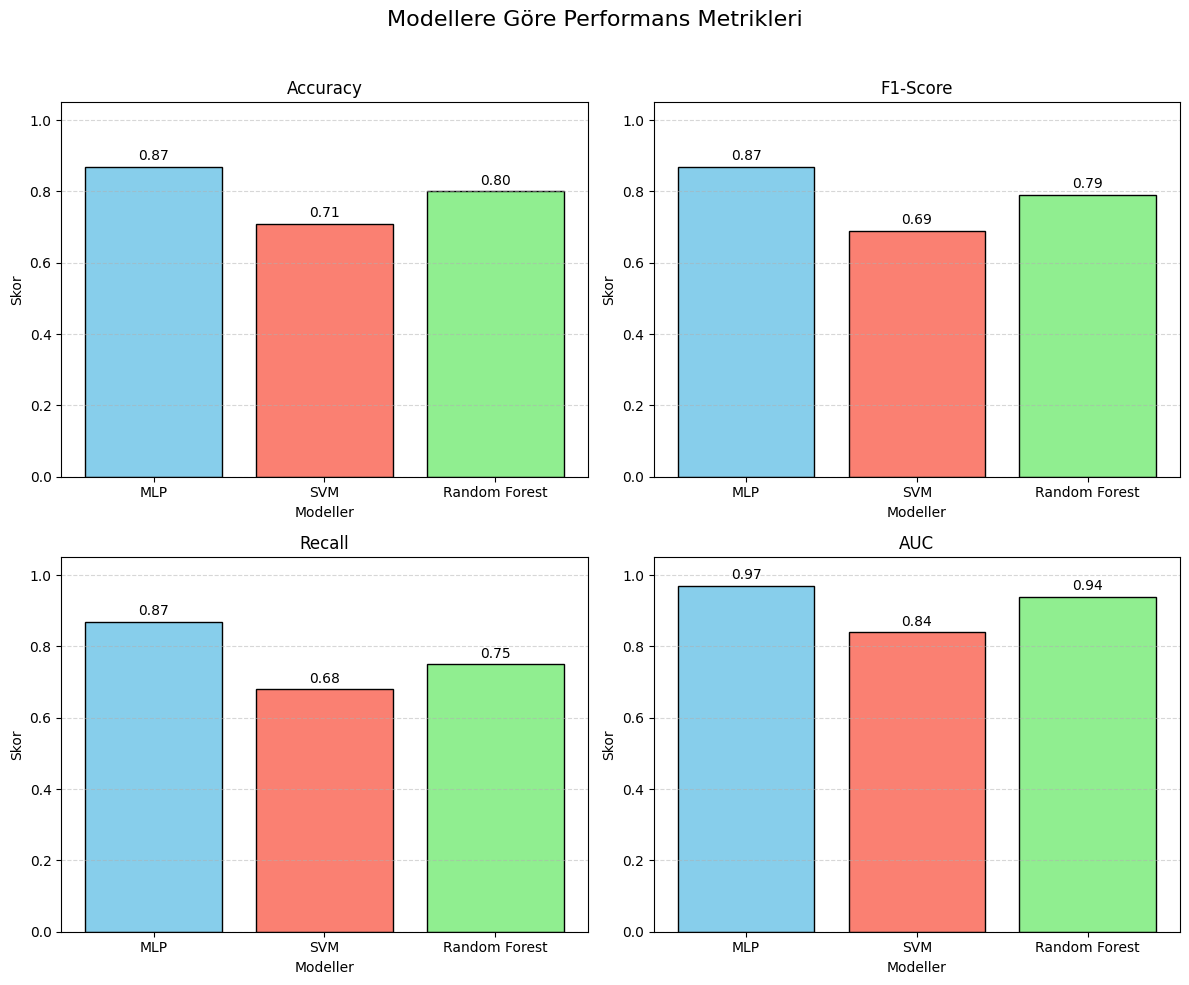 Modellere Göre Performans Metrikleri
Accuracy
1.0
0.8
0.6
0.4
0.2
0.0
Skor
0.87
0.71
0.80
MLP
SVM
Random Forest
Modeller
F1-Score
1.0
0.8
0.6
0.4
0.2
0.0
Skor
0.87
0.69
0.79
MLP
SVM
Random Forest
Modeller
Recall
1.0
0.8
0.6
0.4
0.2
0.0
Skor
0.87
0.68
0.75
MLP
SVM
Random Forest
Modeller
AUC
1.0
0.8
0.6
0.4
0.2
0.0
Skor
0.97
0.84
0.94
MLP
SVM
Random Forest
Modeller